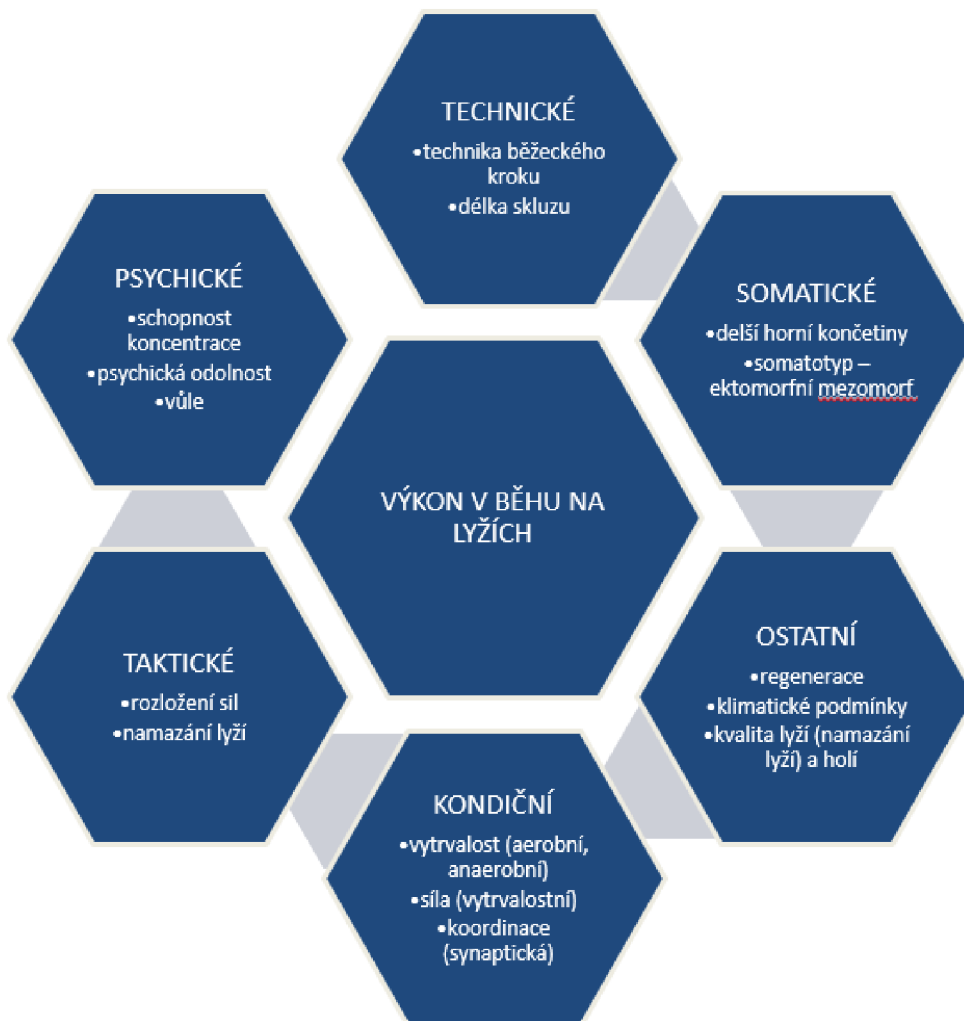 TECHNICKÉ
•technika běžeckého
kroku
•délka skluzu
PSYCHICKÉ
•schopnost
koncentrace
•psychická odolnost
•vůle
SOMATICKÉ
•delší horní končetiny
•somatotyp –
ektomorfní mezomorf
VÝKON V BĚHU NA
LYŽÍCH
TAKTICKÉ
•rozložení sil
•namazání lyží
OSTATNÍ
•regenerace
•klimatické podmínky
•kvalita lyží (namazání
lyží) a holí
KONDIČNÍ
•vytrvalost (aerobní,
anaerobní)
•síla (vytrvalostní)
•koordinace
(synaptická)